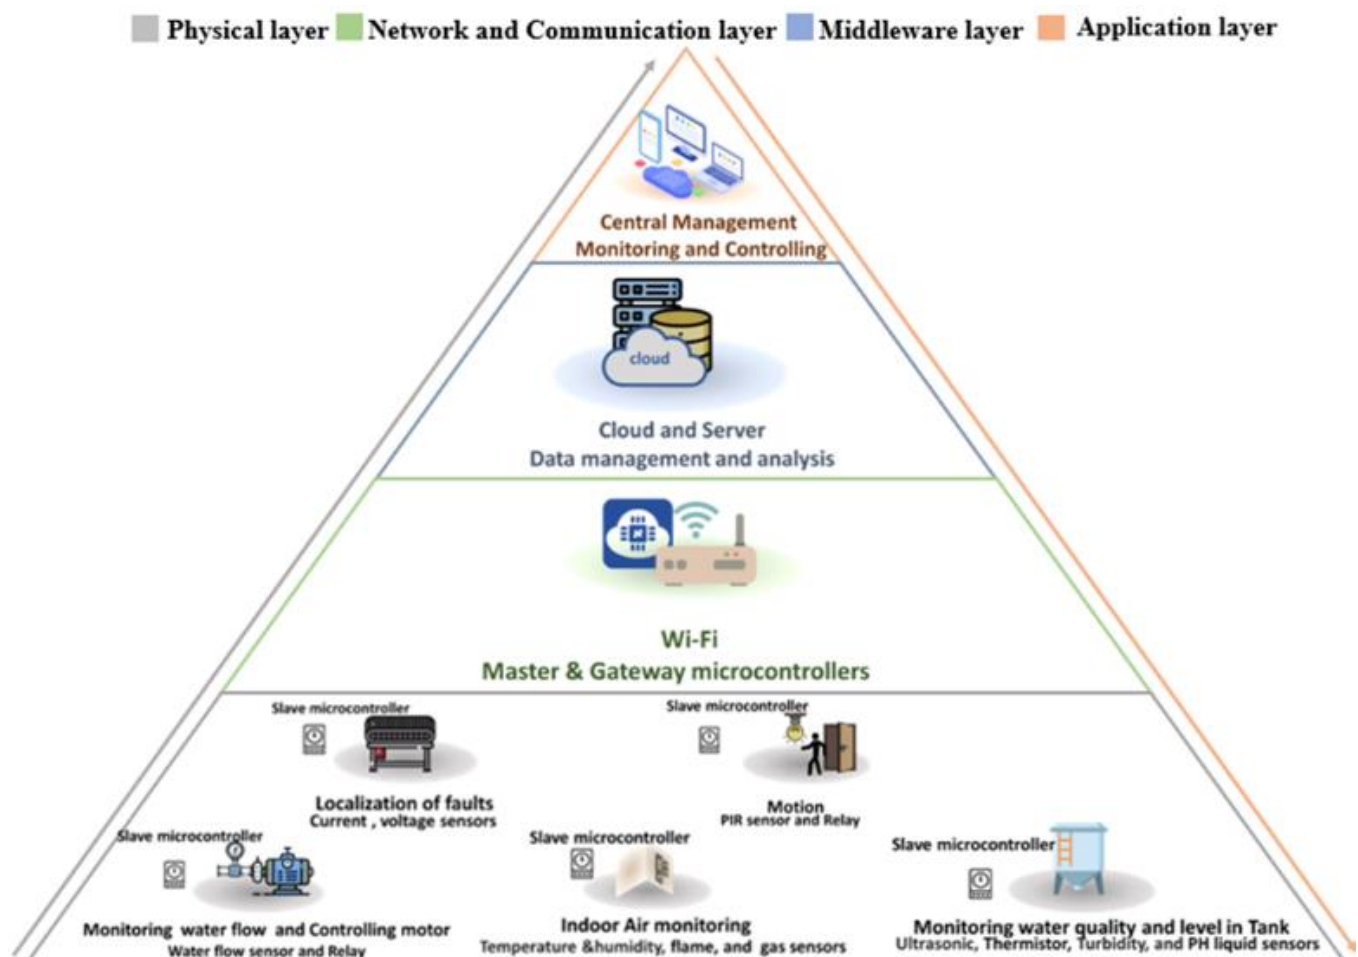 Physical layer Network and Communication layer Middleware layer Application layer
Central Management
Monitoring and Controlling
cloud
Cloud and Server
Data management and analysis
Wi-Fi
Master & Gateway microcontrollers
Slave microcontroller
Localization of faults
Current , voltage sensors
Slave microcontroller
Motion
PIR sensor and Relay
Slave microcontroller
Monitoring water flow and Controlling motor
Water flow sensor and Relay
Slave microcontroller
Indoor Air monitoring
Temperature &humidity, flame, and gas sensors
Slave microcontroller
Monitoring water quality and level in Tank
Ultrasonic, Thermistor, Turbidity, and PH liquid sensors